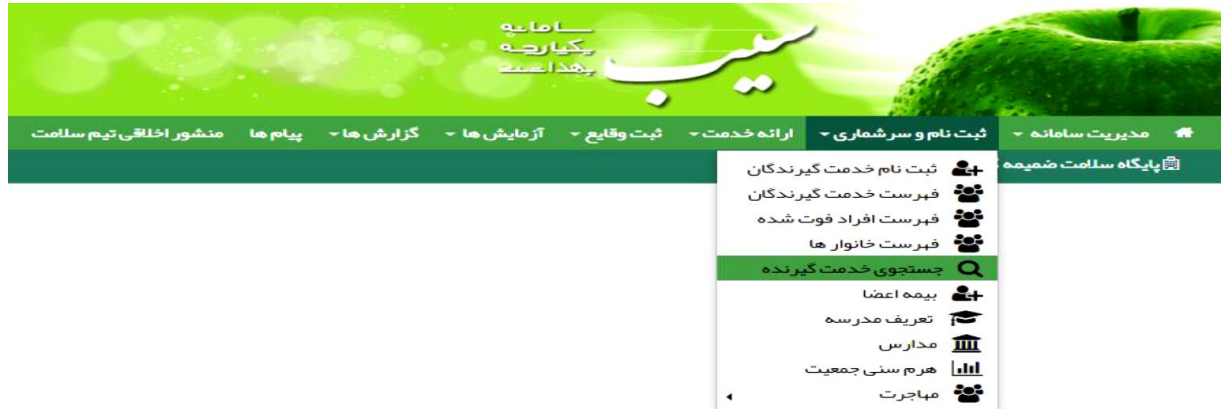 سامانه
یکپارچه
بهداشت
سیب
مدیریت سامانه ثبت نام و سرشماری ارائه خدمت ثبت وقایع آزمایش ها گزارش ها پیام ها منشور اخلاقی تیم سلامت
پایگاه سلامت ضمیمه
ثبت نام خدمت گیرندگان
فهرست خدمت گیرندگان
فهرست افراد فوت شده
فهرست خانوار ها
جستجوی خدمت گیرنده
بیمه اعضا
تعریف مدرسه
مدارس
هرم سنی جمعیت
مهاجرت